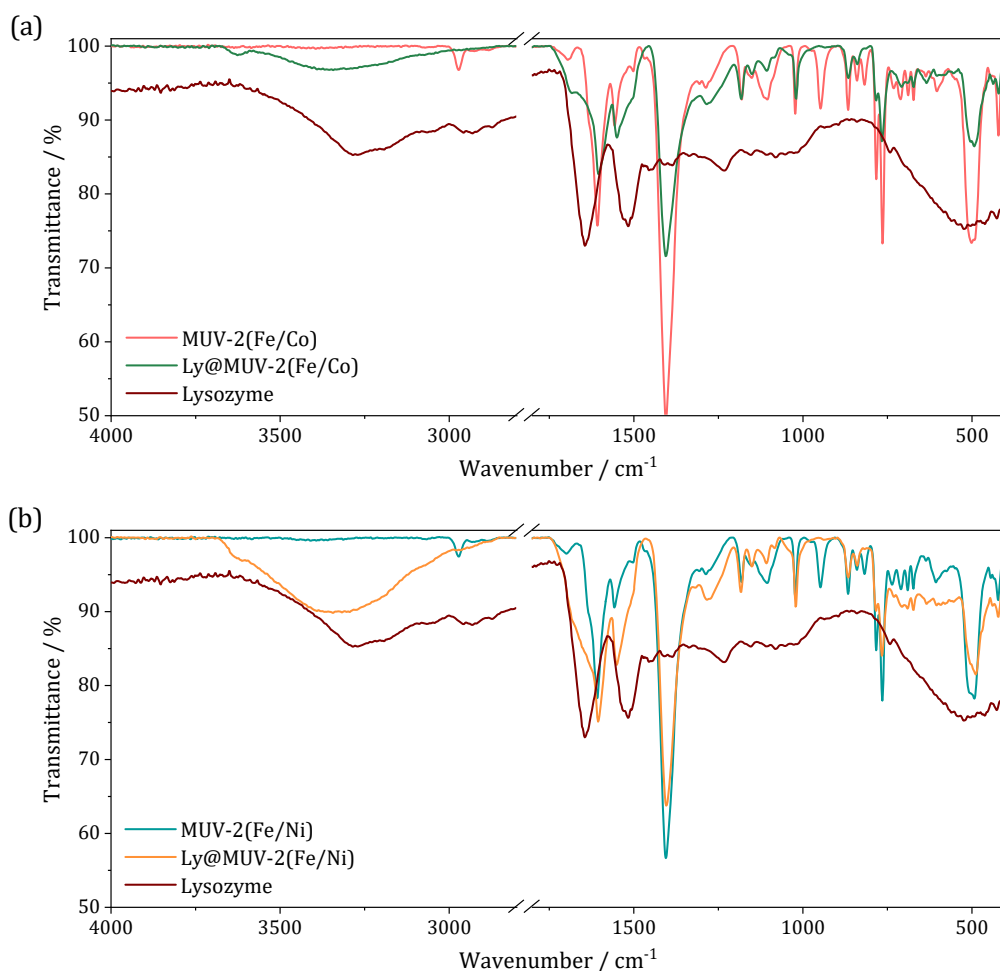 (a)
Transmittance / %
100
90
80
70
60
50
MUV-2(Fe/Co)
Ly@MUV-2(Fe/Co)
Lysozyme
4000 3500 3000 1500 1000 500
Wavenumber / cm⁻¹
(b)
Transmittance / %
100
90
80
70
60
50
MUV-2(Fe/Ni)
Ly@MUV-2(Fe/Ni)
Lysozyme
4000 3500 3000 1500 1000 500
Wavenumber / cm⁻¹